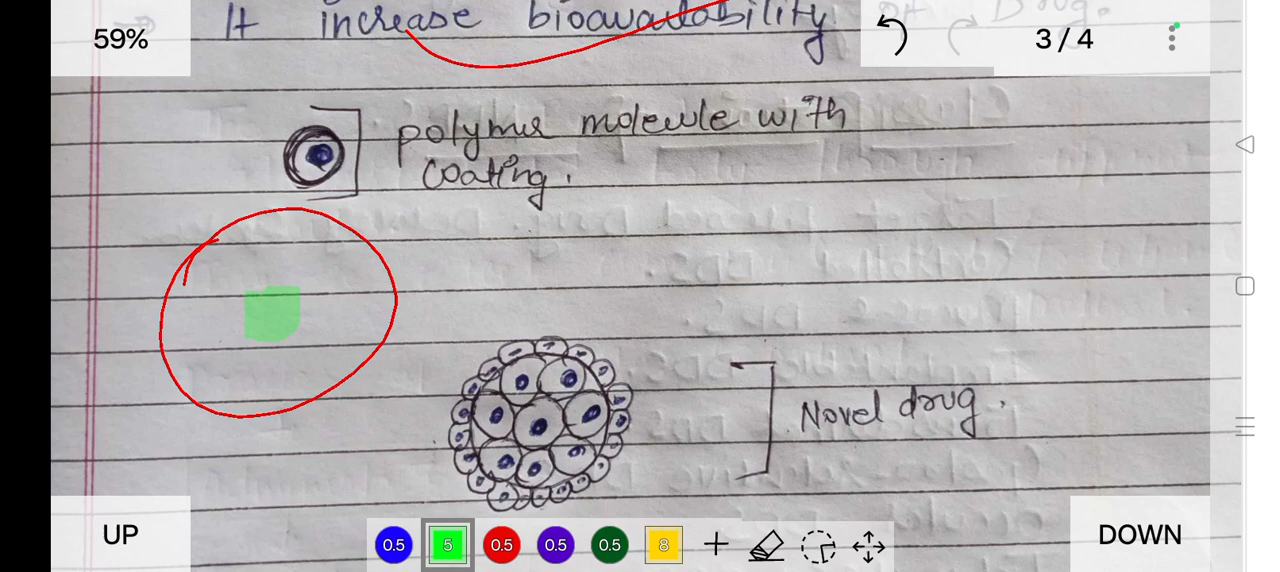 It increase bioavailability
59%
3/4
polymer molecule with
coating.
Novel drug.
UP
0.5 5 0.5 0.5 0.5 8
DOWN